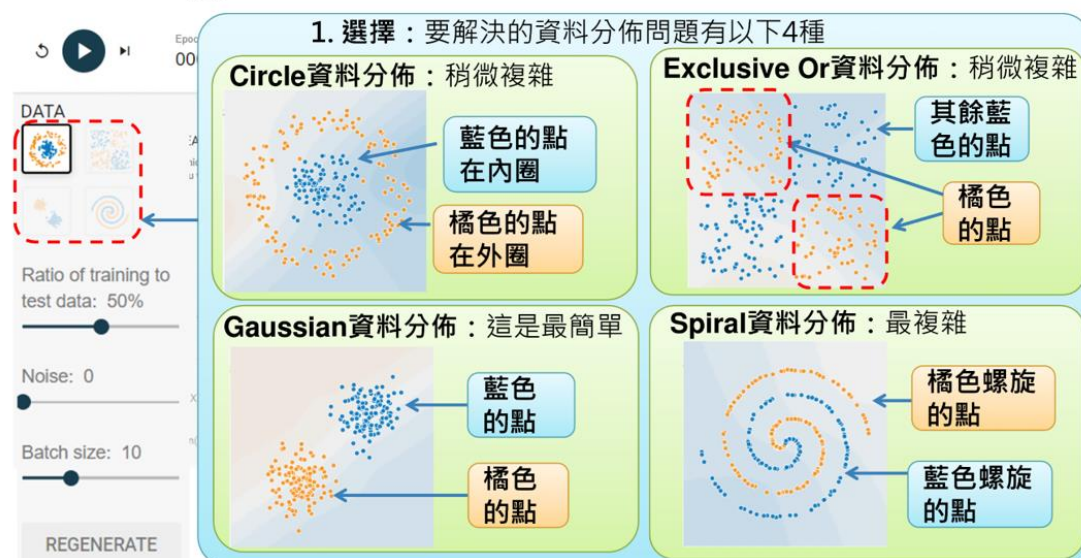 Epoc
000
DATA
Ratio of training to
test data: 50%
Noise: 0
Batch size: 10
REGENERATE
1. 選擇：要解決的資料分佈問題有以下4種
Circle資料分佈：稍微複雜
藍色的點
在內圈
橘色的點
在外圈
Exclusive Or資料分佈：稍微複雜
其餘藍
色的點
橘色
的點
Gaussian資料分佈：這是最簡單
藍色
的點
橘色
的點
Spiral資料分佈：最複雜
橘色螺旋
的點
藍色螺旋
的點